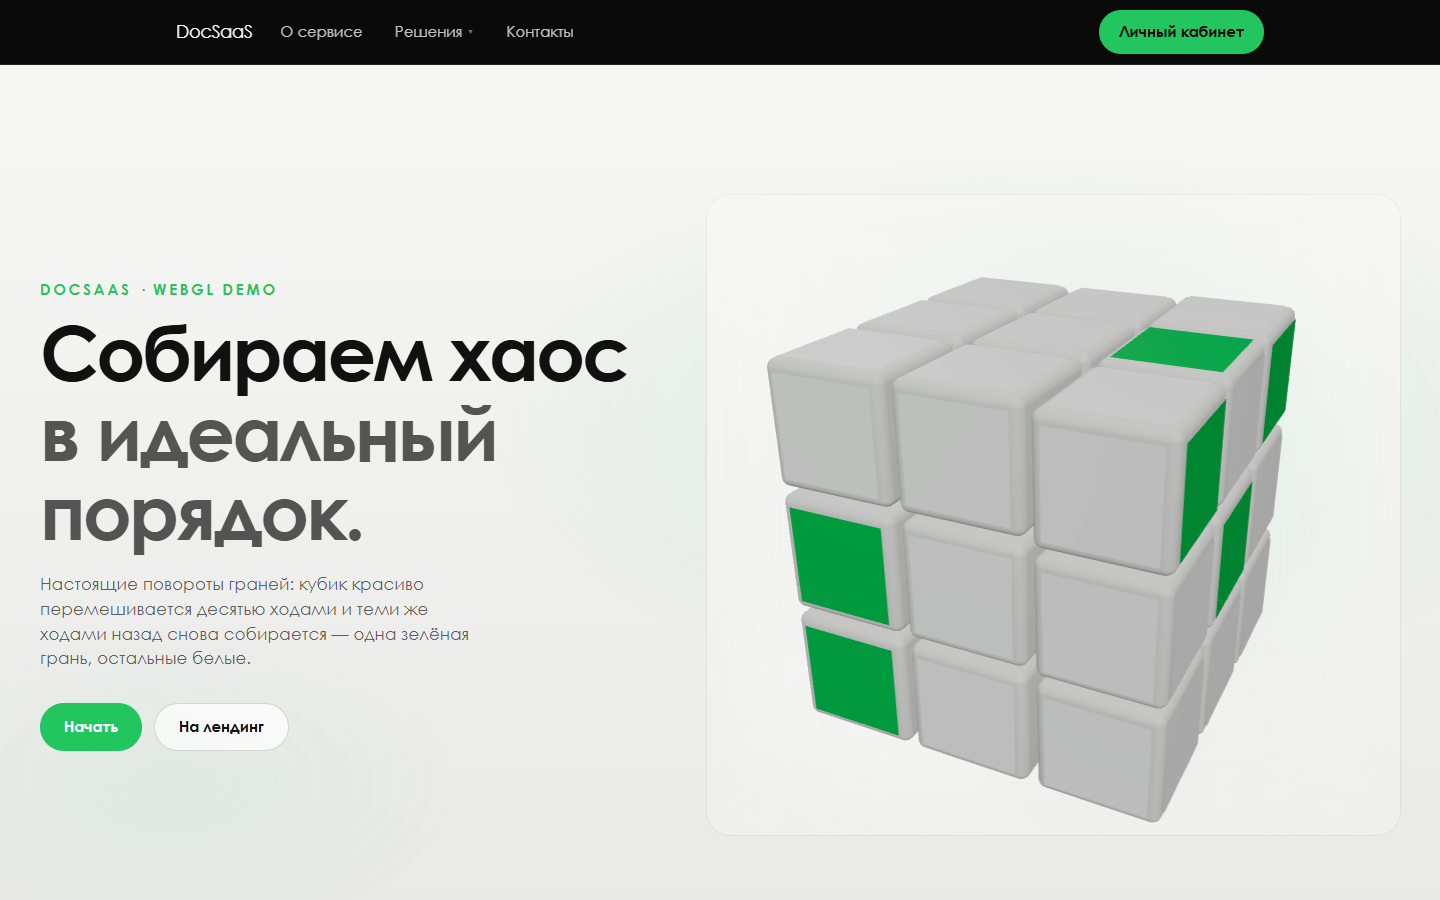 DocSaaS О сервисе Решения Контакты Личный кабинет
DOCSAAS · WEBGL DEMO
Собираем хаос
в идеальный
порядок.
Настоящие повороты граней: кубик красиво
перемешивается десятью ходами и теми же
ходами назад снова собирается — одна зелёная
грань, остальные белые.
Начать На лендинг